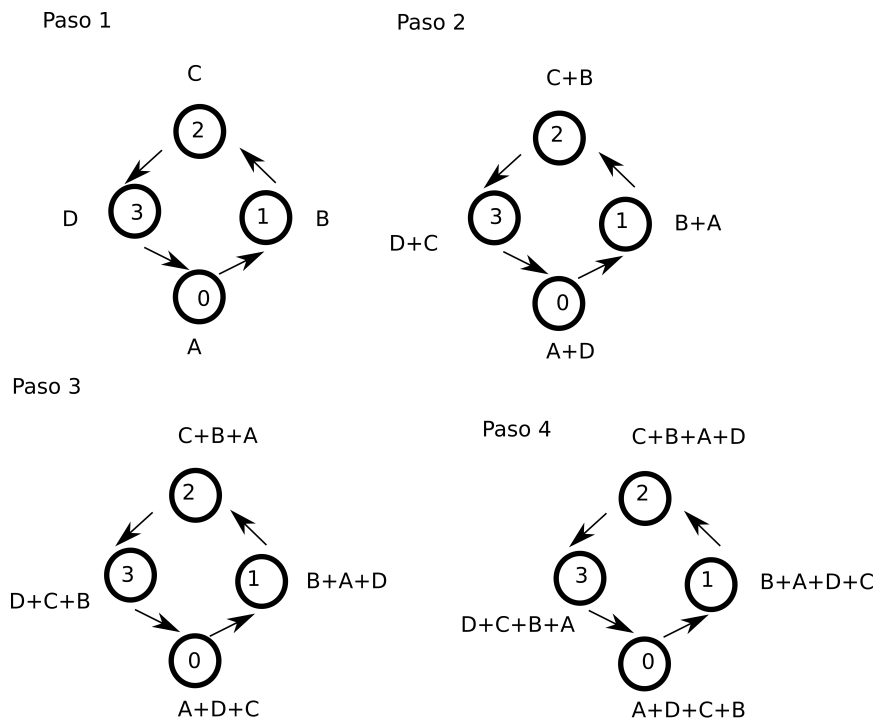 Paso 1
C
2
D
3
1
B
0
A
Paso 2
C+B
2
D+C
3
1
B+A
0
A+D
Paso 3
C+B+A
2
D+C+B
3
1
B+A+D
0
A+D+C
Paso 4
C+B+A+D
2
3
1
B+A+D+C
D+C+B+A
0
A+D+C+B